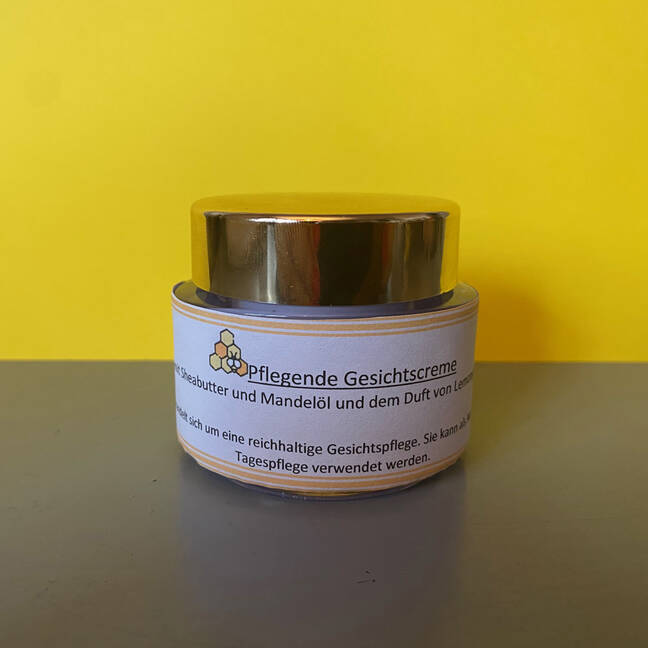 Pflegende Gesichtscreme
Sheabutter und Mandelöl und dem Duft von
sich um eine reichhaltige Gesichtspflege. Sie kann als
Tagespflege verwendet werden.